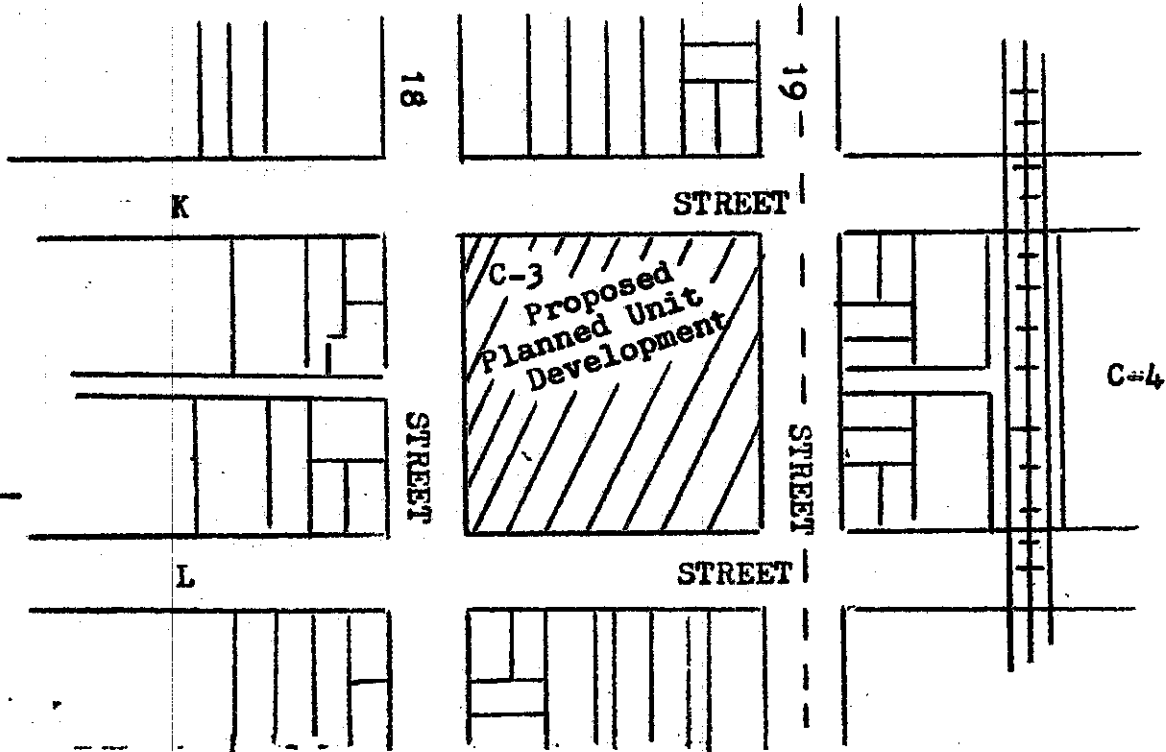 18
19
K STREET
C-3
Proposed
Planned Unit
Development
C-4
STREET
STREET
L STREET